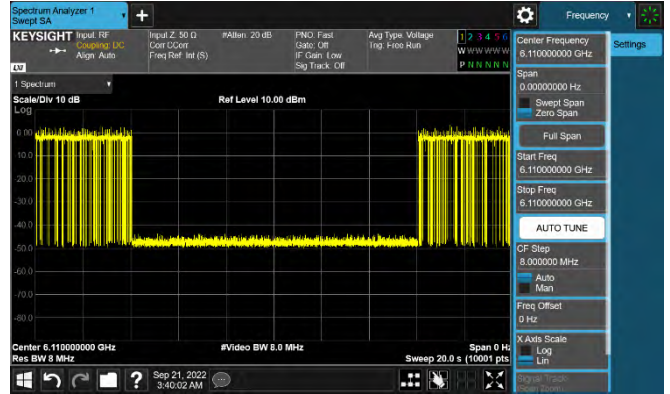 Spectrum Analyzer 1
Swept SA
+
Frequency
KEYSIGHT
Input: RF
Coupling: DC
Align: Auto
Input Z: 50 Ω
Corr CCorr
Freq Ref: Int (S)
#Atten: 20 dB
PNO: Fast
Gate: Off
IF Gain: Low
Sig Track: Off
Avg Type: Voltage
Trig: Free Run
1 2 3 4 5 6
W W W W W W
P N N N N N
LXI
1 Spectrum
Scale/Div 10 dB
Ref Level 10.00 dBm
Log
0.00
-10.0
-20.0
-30.0
-40.0
-50.0
-60.0
-70.0
-80.0
Center 6.110000000 GHz
#Video BW 8.0 MHz
Span 0 Hz
Res BW 8 MHz
Sweep 20.0 s (10001 pts
Sep 21, 2022
3:40:02 AM
?
Center Frequency
6.110000000 GHz
Settings
Span
0.00000000 Hz
Swept Span
Zero Span
Full Span
Start Freq
6.110000000 GHz
Stop Freq
6.110000000 GHz
AUTO TUNE
CF Step
8.000000 MHz
Auto
Man
Freq Offset
0 Hz
X Axis Scale
Log
Lin
Signal Track
(Span Zoom)